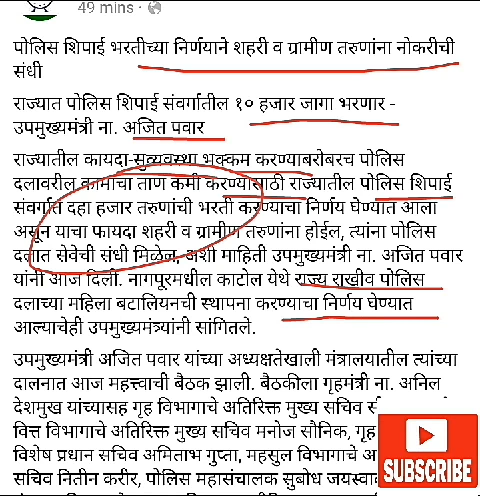 49 mins ·
पोलिस शिपाई भरतीच्या निर्णयाने शहरी व ग्रामीण तरुणांना नोकरीची
संधी
राज्यात पोलिस शिपाई संवर्गातील १० हजार जागा भरणार -
उपमुख्यमंत्री ना. अजित पवार
राज्यातील कायदा-सुव्यवस्था भक्कम करण्याबरोबरच पोलिस
दलावरील कामाचा ताण कमी करण्यासाठी राज्यातील पोलिस शिपाई
संवर्गात दहा हजार तरुणांची भरती करण्याचा निर्णय घेण्यात आला
असून याचा फायदा शहरी व ग्रामीण तरुणांना होईल, त्यांना पोलिस
दलात सेवेची संधी मिळेल, अशी माहिती उपमुख्यमंत्री ना. अजित पवार
यांनी आज दिली. नागपूरमधील काटोल येथे राज्य राखीव पोलिस
दलाच्या महिला बटालियनची स्थापना करण्याचा निर्णय घेण्यात
आल्याचेही उपमुख्यमंत्र्यांनी सांगितले.
उपमुख्यमंत्री अजित पवार यांच्या अध्यक्षतेखाली मंत्रालयातील त्यांच्या
दालनात आज महत्त्वाची बैठक झाली. बैठकीला गृहमंत्री ना. अनिल
देशमुख यांच्यासह गृह विभागाचे अतिरिक्त मुख्य सचिव
वित्त विभागाचे अतिरिक्त मुख्य सचिव मनोज सौनिक, गृह
विशेष प्रधान सचिव अमिताभ गुप्ता, महसुल विभागाचे
सचिव नितीन करीर, पोलिस महासंचालक सुबोध
SUBSCRIBE